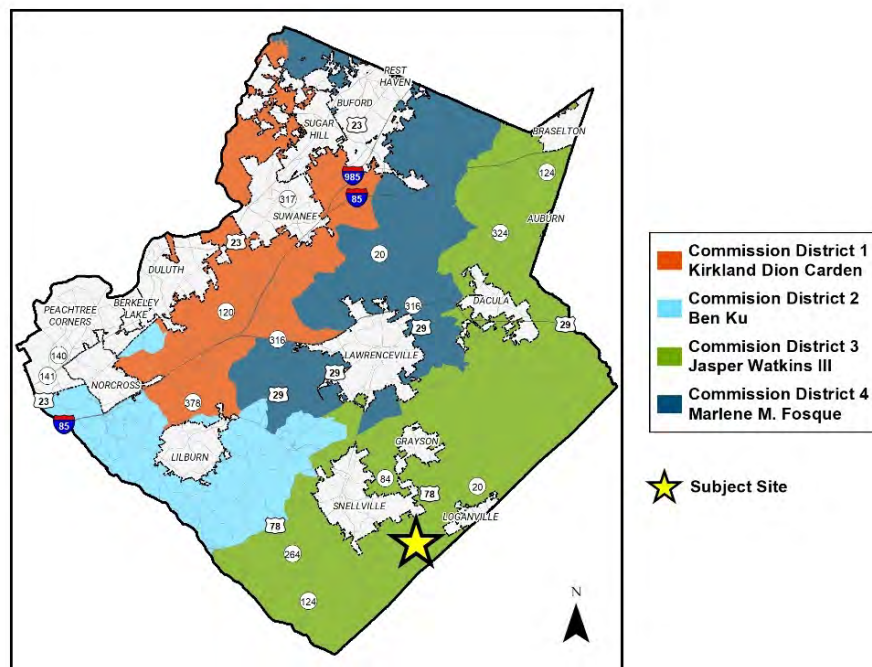 REST
HAVEN
BUFORD
SUGAR
HILL
23
BRASELTON
985
124
85
317
SUWANEE
AUBURN
324
23
20
DULUTH
BERKELEY
LAKE
PEACHTREE
CORNERS
120
316
DACULA
29
29
316
LAWRENCEVILLE
140
141
NORCROSS
29
29
23
378
85
LILBURN
GRAYSON
84
78
20
SNELLVILLE
LOGANVILLE
78
264
124
N
Commission District 1
Kirkland Dion Carden
Commision District 2
Ben Ku
Commision District 3
Jasper Watkins III
Commision District 4
Marlene M. Fosque
Subject Site